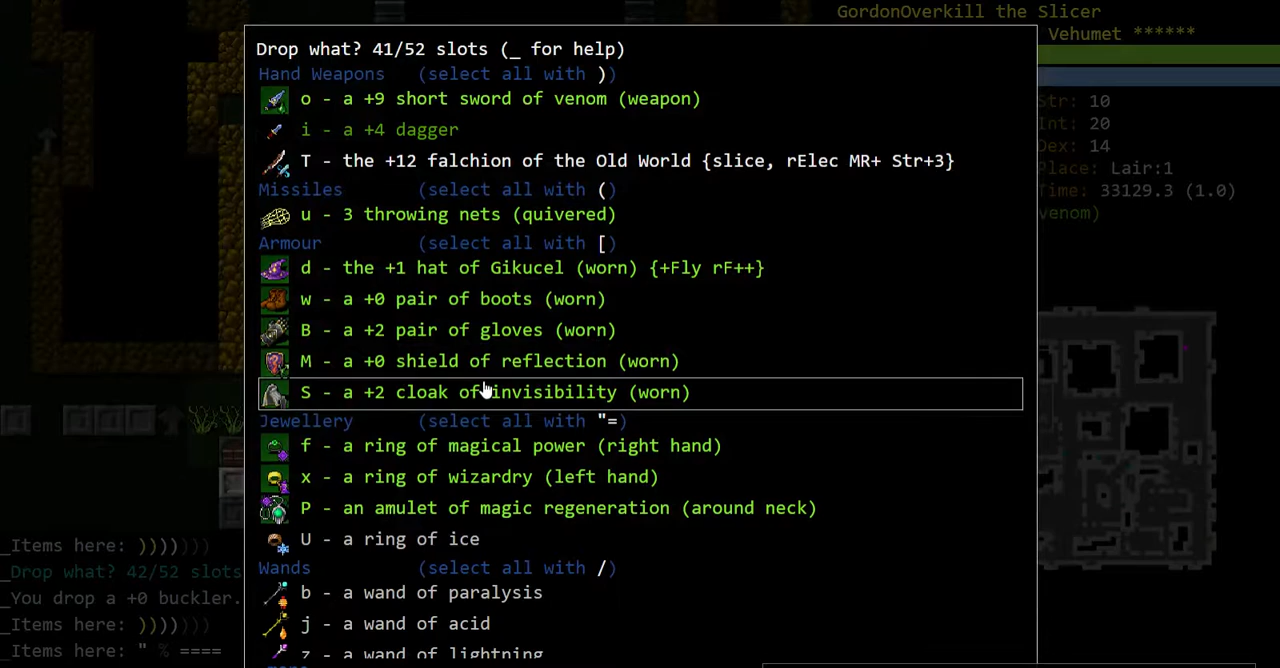 GordonOverkill the Slicer
Vehumet ******
Drop what? 41/52 slots (_ for help)
Hand Weapons (select all with ))
o - a +9 short sword of venom (weapon)
Str: 10
i - a +4 dagger
Int: 20
Dex: 14
T - the +12 falchion of the Old World {slice, rElec MR+ Str+3}
Place: Lair:1
Missiles (select all with ()
Time: 33129.3 (1.0)
u - 3 throwing nets (quivered)
venom)
Armour (select all with [)
d - the +1 hat of Gikucel (worn) {+Fly rF++}
w - a +0 pair of boots (worn)
B - a +2 pair of gloves (worn)
M - a +0 shield of reflection (worn)
S - a +2 cloak of invisibility (worn)
Jewellery (select all with "=)
f - a ring of magical power (right hand)
x - a ring of wizardry (left hand)
P - an amulet of magic regeneration (around neck)
U - a ring of ice
_Items here: )))))))
Wands (select all with /)
_Drop what? 42/52 slots
b - a wand of paralysis
_You drop a +0 buckler.
j - a wand of acid
_Items here: )))))))
z - a wand of lightning
_Items here: " % ====